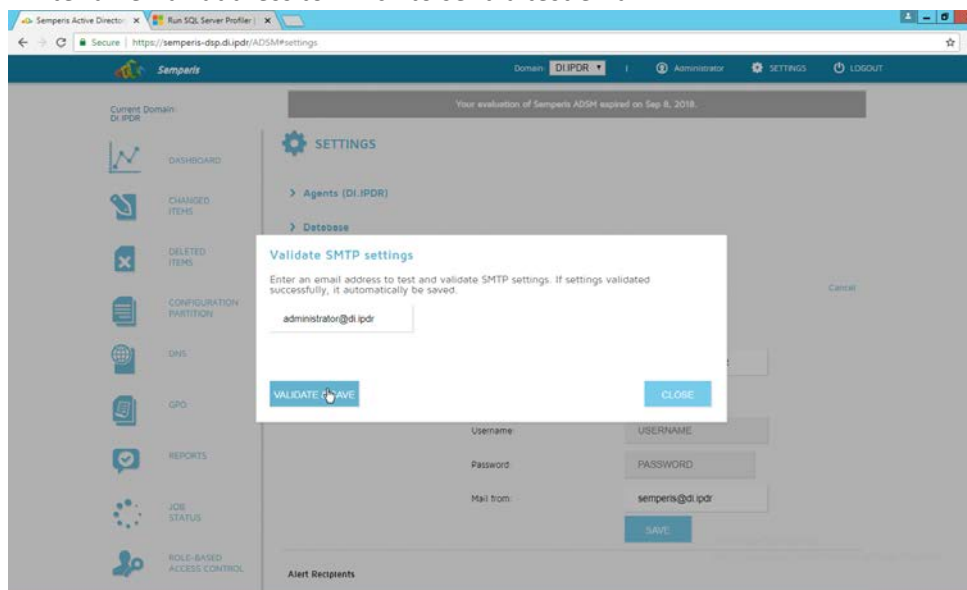 Semperis Active Director
Run SQL Server Profiler |
Secure | https://semperis-dsp.di.ipdr/ADSM#settings
Semperis
Domain: DI.IPDR
Administrator
SETTINGS
LOGOUT
Current Domain:
DI.IPDR
Your evaluation of Semperis ADSM expired on Sep 8, 2018.
SETTINGS
DASHBOARD
Agents (DI.IPDR)
CHANGED
ITEMS
Database
DELETED
ITEMS
Validate SMTP settings
Enter an email address to test and validate SMTP settings. If settings validated
successfully, it automatically be saved.
Cancel
administrator@di.ipdr
CONFIGURATION
PARTITION
DNS
VALIDATE & SAVE
CLOSE
GPO
Username:
USERNAME
REPORTS
Password:
PASSWORD
Mail from:
semperis@di.ipdr
JOB
STATUS
SAVE
ROLE-BASED
ACCESS CONTROL
Alert Recipients